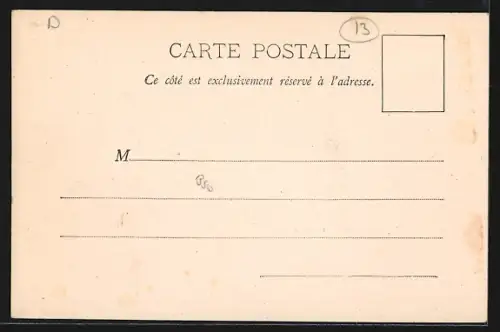 D
13
CARTE POSTALE
Ce côté est exclusivement réservé à l'adresse.
M